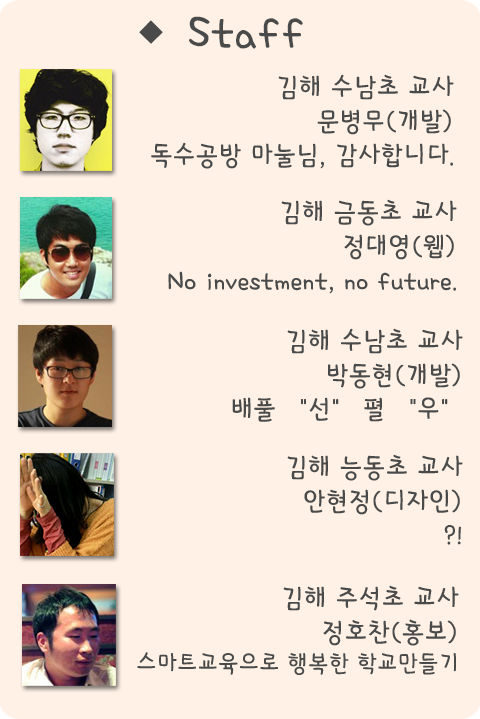 ◆ Staff
김해 수남초 교사
문병무(개발)
독수공방 마눌님, 감사합니다.
김해 금동초 교사
정대영(웹)
No investment, no future.
김해 수남초 교사
박동현(개발)
배풀 "선" 펼 "우"
김해 능동초 교사
안현정(디자인)
?!
김해 주석초 교사
정호찬(홍보)
스마트교육으로 행복한 학교만들기